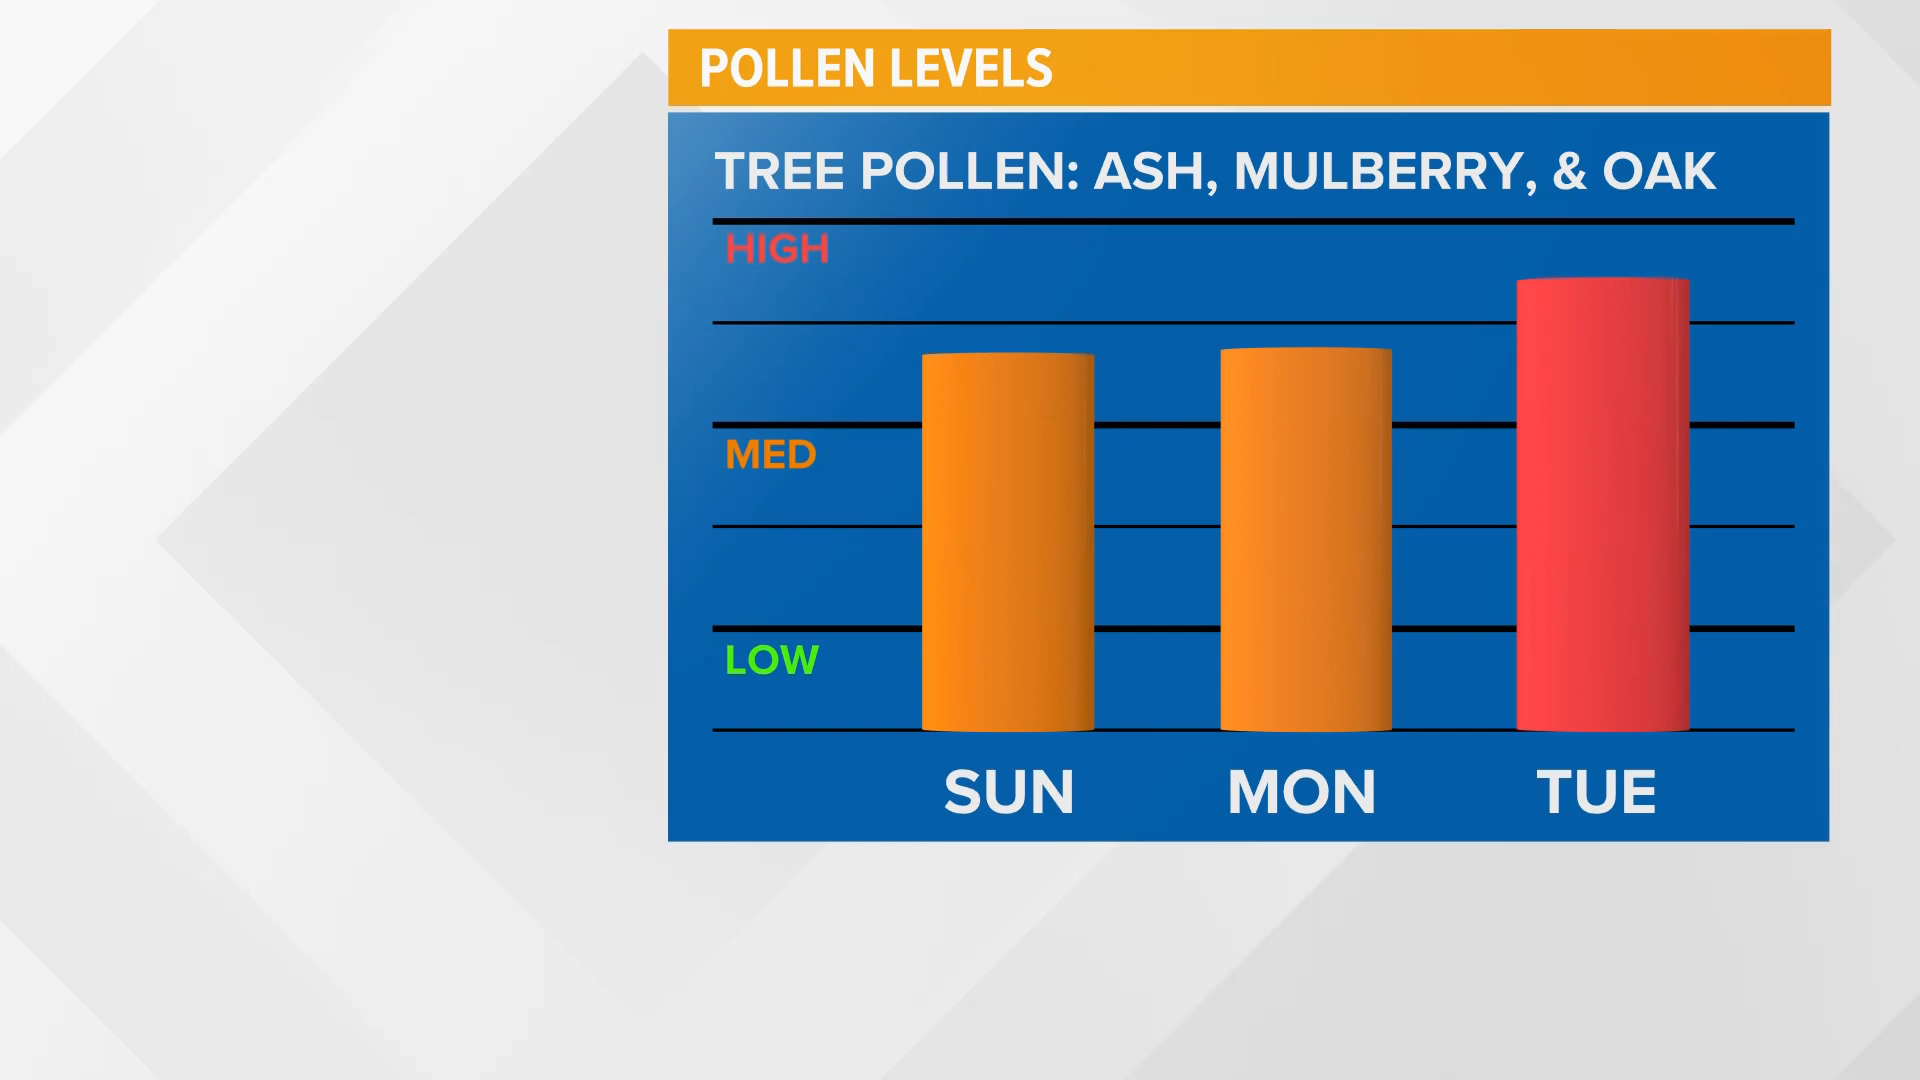 POLLEN LEVELS
TREE POLLEN: ASH, MULBERRY, & OAK
HIGH
MED
LOW
SUN MON TUE